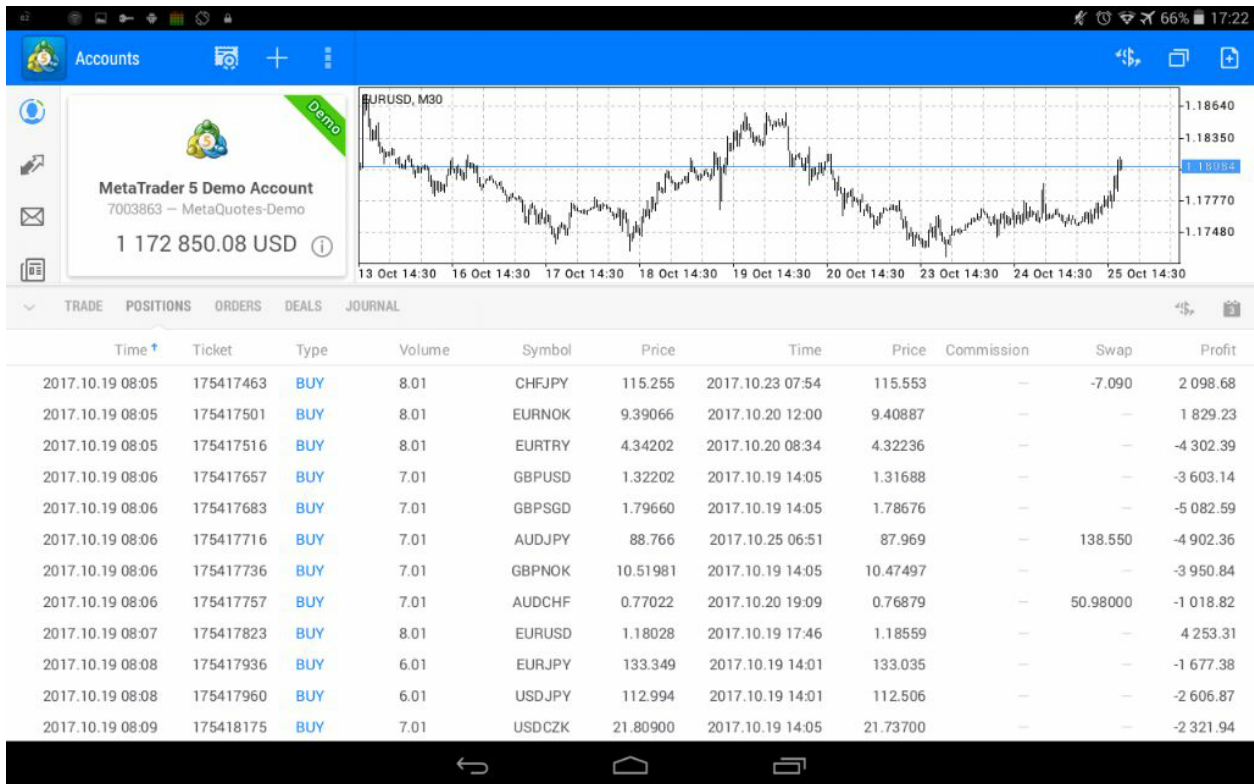 66% 17:22
Accounts
Demo
MetaTrader 5 Demo Account
7003863 — MetaQuotes-Demo
1 172 850.08 USD
EURUSD, M30
1.18640
1.18350
1.18084
1.17770
1.17480
13 Oct 14:30 16 Oct 14:30 17 Oct 14:30 18 Oct 14:30 19 Oct 14:30 20 Oct 14:30 23 Oct 14:30 24 Oct 14:30 25 Oct 14:30
TRADE POSITIONS ORDERS DEALS JOURNAL
Time Ticket Type Volume Symbol Price Time Price Commission Swap Profit
2017.10.19 08:05 175417463 BUY 8.01 CHFJPY 115.255 2017.10.23 07:54 115.553 — -7.090 2 098.68
2017.10.19 08:05 175417501 BUY 8.01 EURNOK 9.39066 2017.10.20 12:00 9.40887 — — 1 829.23
2017.10.19 08:05 175417516 BUY 8.01 EURTRY 4.34202 2017.10.20 08:34 4.32236 — — -4 302.39
2017.10.19 08:06 175417657 BUY 7.01 GBPUSD 1.32202 2017.10.19 14:05 1.31688 — — -3 603.14
2017.10.19 08:06 175417683 BUY 7.01 GBPSGD 1.79660 2017.10.19 14:05 1.78676 — — -5 082.59
2017.10.19 08:06 175417716 BUY 7.01 AUDJPY 88.766 2017.10.25 06:51 87.969 — 138.550 -4 902.36
2017.10.19 08:06 175417736 BUY 7.01 GBPNOK 10.51981 2017.10.19 14:05 10.47497 — — -3 950.84
2017.10.19 08:06 175417757 BUY 7.01 AUDCHF 0.77022 2017.10.20 19:09 0.76879 — 50.98000 -1 018.82
2017.10.19 08:07 175417823 BUY 8.01 EURUSD 1.18028 2017.10.19 17:46 1.18559 — — 4 253.31
2017.10.19 08:08 175417936 BUY 6.01 EURJPY 133.349 2017.10.19 14:01 133.035 — — -1 677.38
2017.10.19 08:08 175417960 BUY 6.01 USDJPY 112.994 2017.10.19 14:01 112.506 — — -2 606.87
2017.10.19 08:09 175418175 BUY 7.01 USDCZK 21.80900 2017.10.19 14:05 21.73700 — — -2 321.94